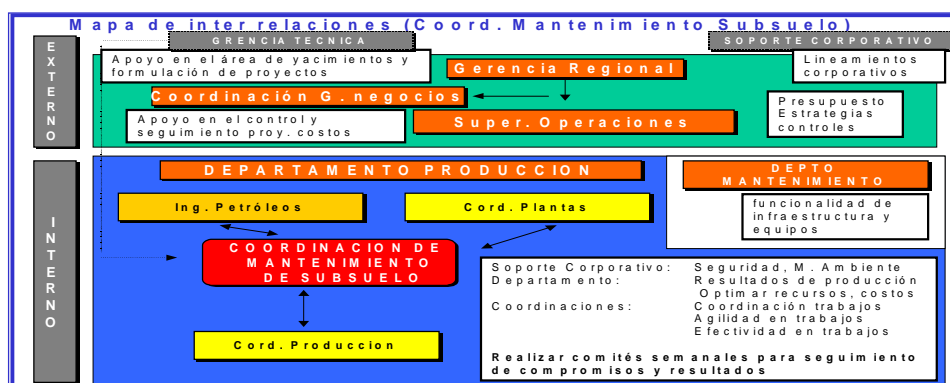 Mapa de inter relaciones (Coord. Mantenimiento Subsuelo)
GRENCIA TECNICA
SOPORTE CORPORATIVO
EXTERNO
Apoyo en el área de yacimientos y
formulación de proyectos
Gerencia Regional
Lineamientos
corporativos
Coordinación G. negocios
Apoyo en el control y
seguimiento proy. costos
Super. Operaciones
Presupuesto
Estrategias
controles
INTERNO
DEPARTAMENTO PRODUCCION
DEPTO
MANTENIMIENTO
Ing. Petróleos
Cord. Plantas
funcionalidad de
infraestructura y
equipos
COORDINACION DE
MANTENIMIENTO
DE SUBSUELO
Soporte Corporativo: Seguridad, M. Ambiente
Departamento: Resultados de producción
Optimar recursos, costos
Coordinaciones: Coordinación trabajos
Agilidad en trabajos
Efectividad en trabajos
Cord. Produccion
Realizar comités semanales para seguimiento
de compromisos y resultados